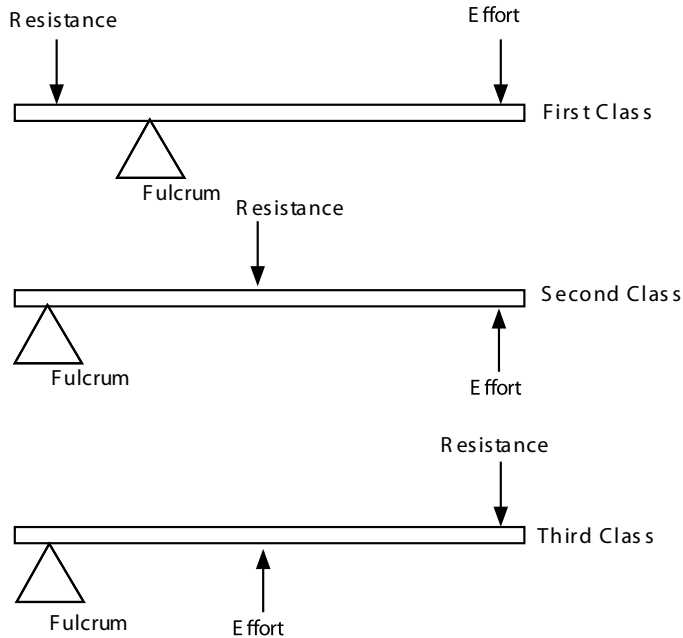 Resistance
Effort
First Class
Fulcrum
Resistance
Second Class
Fulcrum
Effort
Resistance
Third Class
Fulcrum
Effort